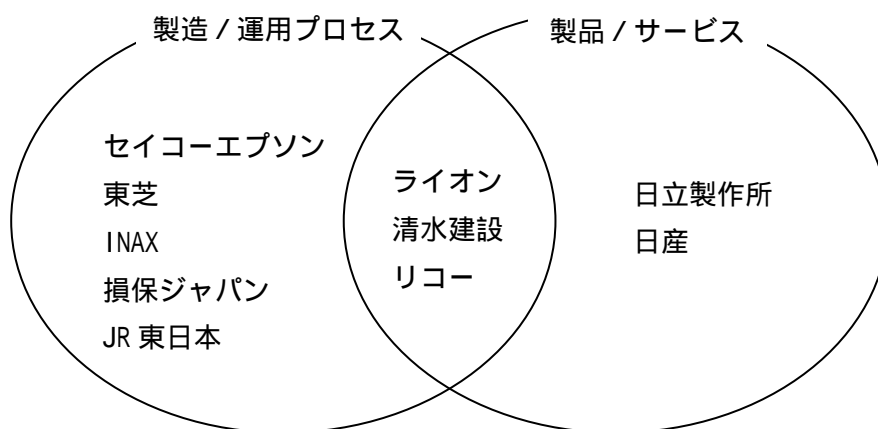 製造/運用プロセス
製品/サービス
セイコーエプソン
東芝
INAX
損保ジャパン
JR 東日本
ライオン
清水建設
リコー
日立製作所
日産